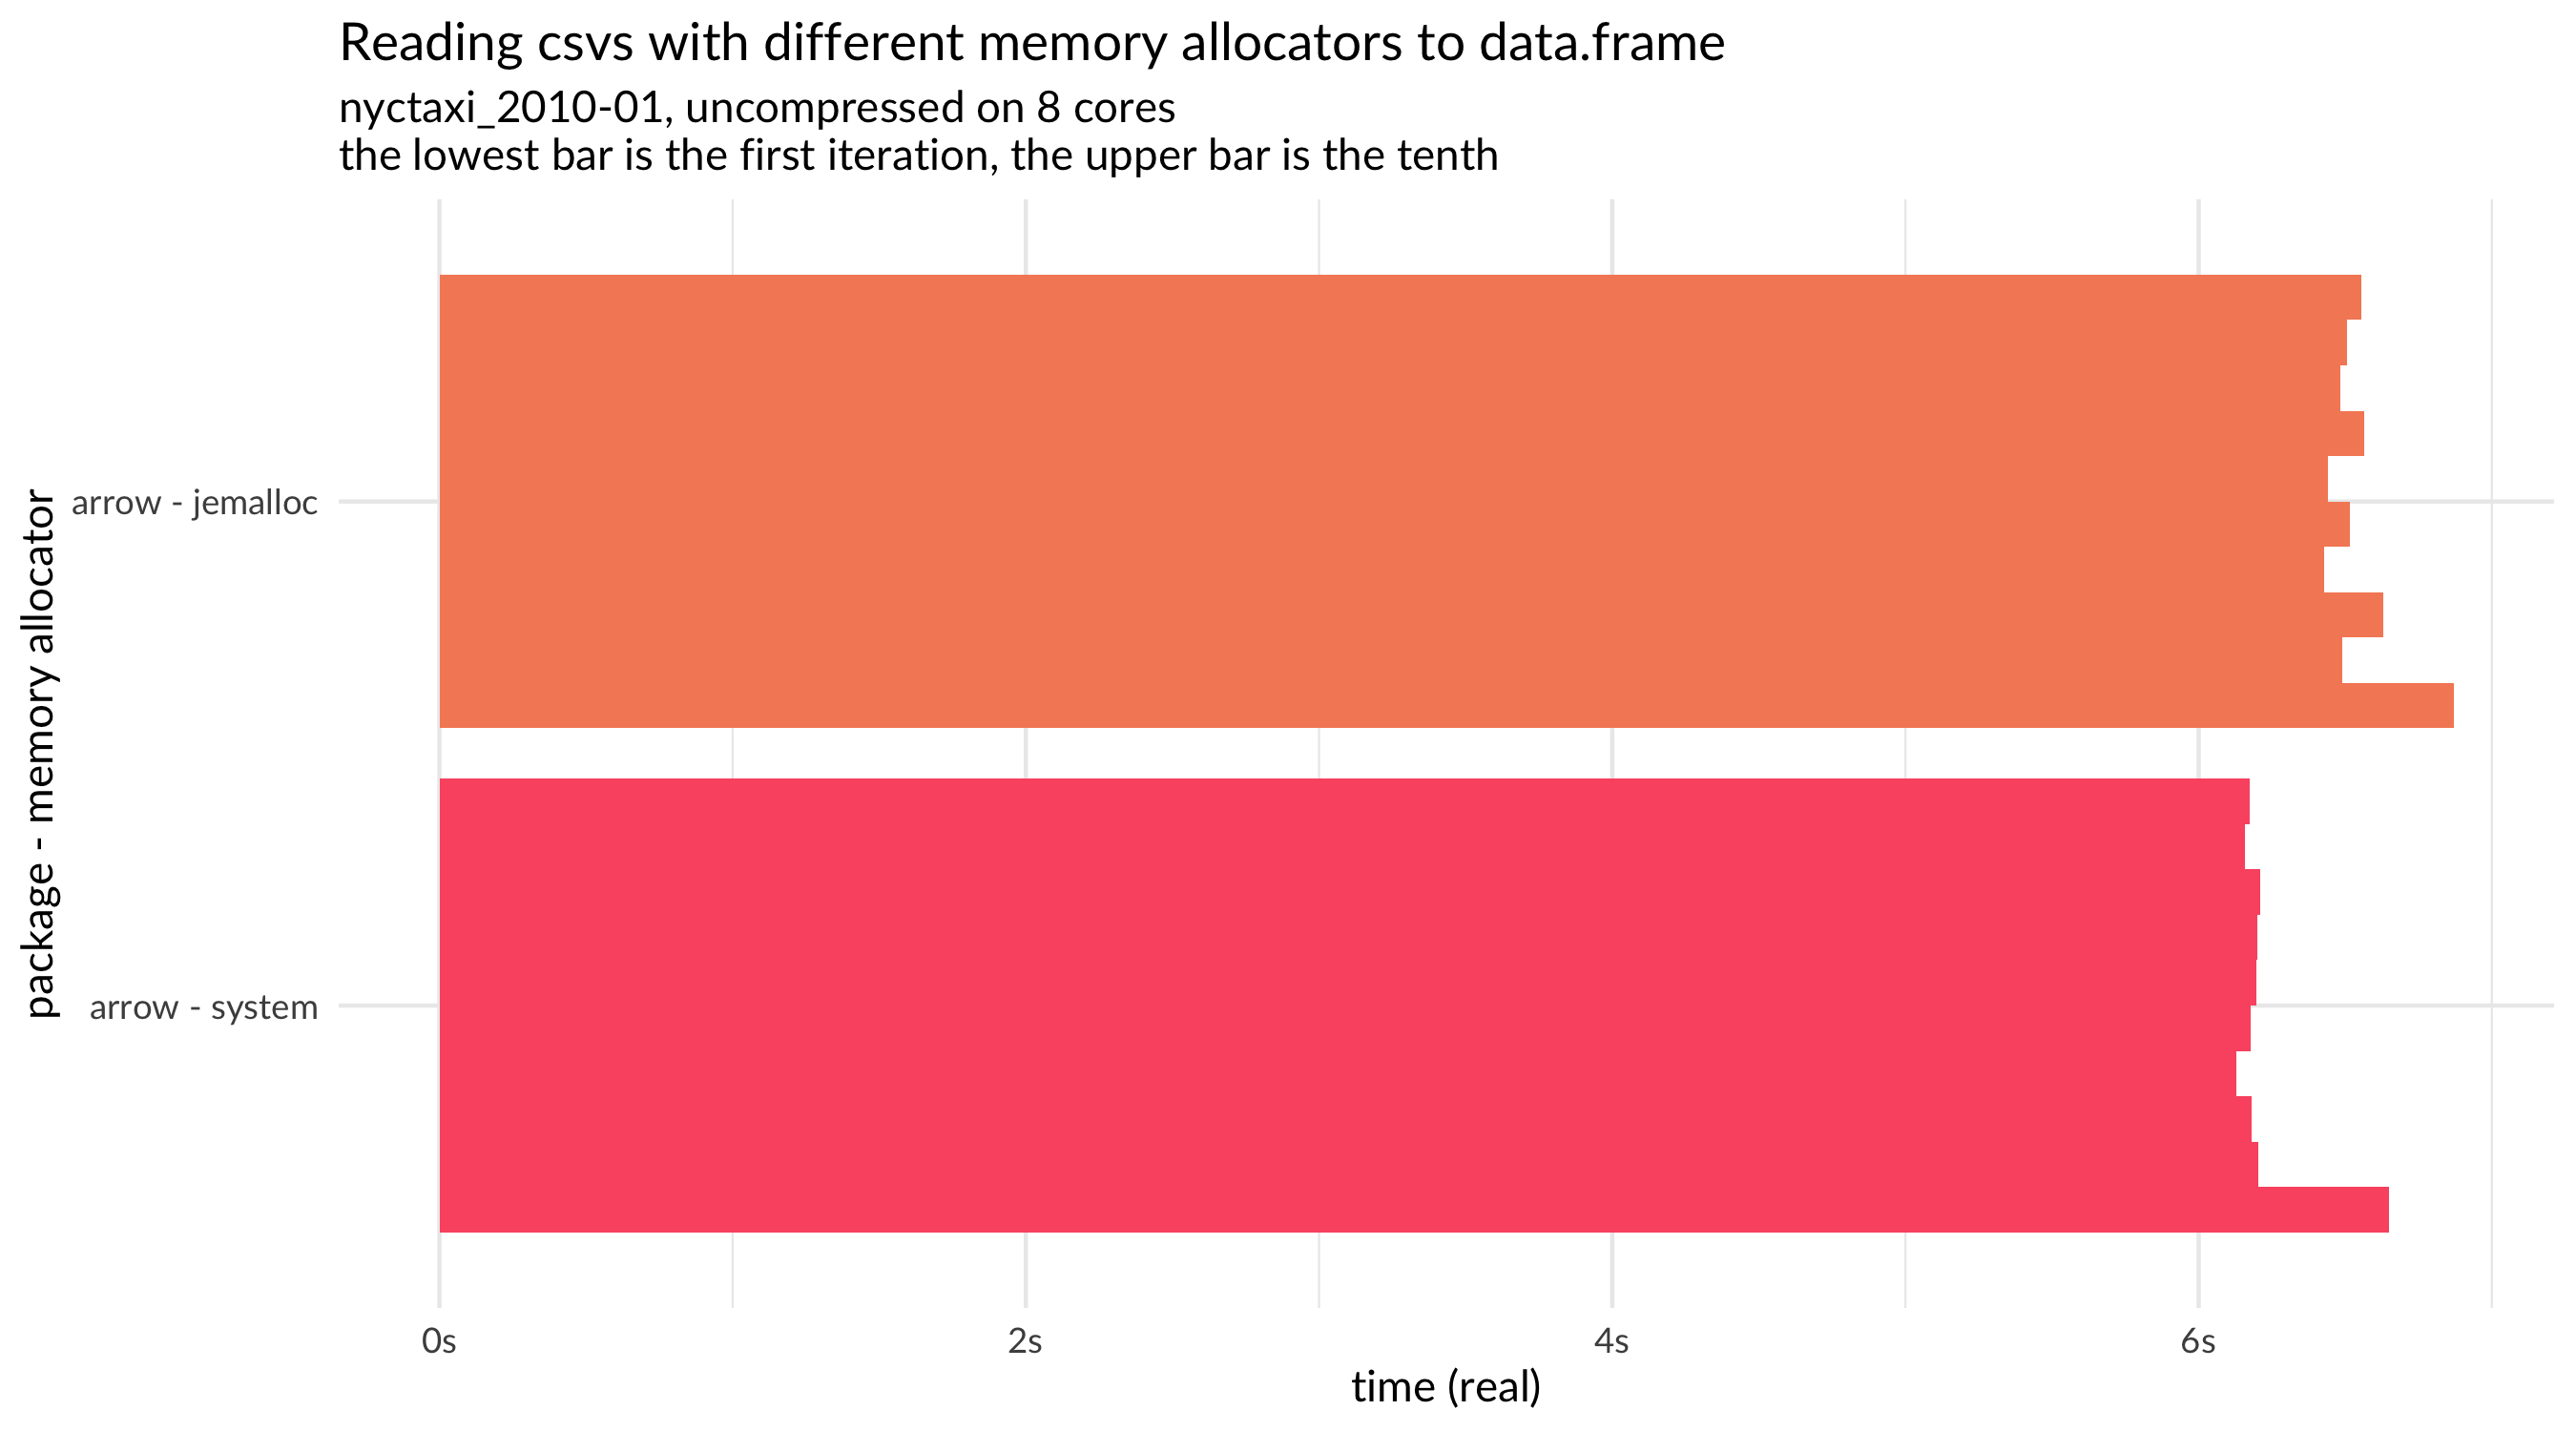 Reading csvs with different memory allocators to data.frame
nyctaxi_2010-01, uncompressed on 8 cores
the lowest bar is the first iteration, the upper bar is the tenth
package - memory allocator
arrow - jemalloc
arrow - system
0s
2s
4s
6s
time (real)